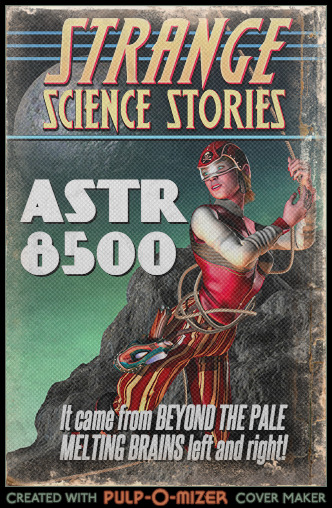 STRANGE
SCIENCE STORIES
ASTR
8500
It came from BEYOND THE PALE
MELTING BRAINS left and right!
CREATED WITH PULP-O-MIZER COVER MAKER